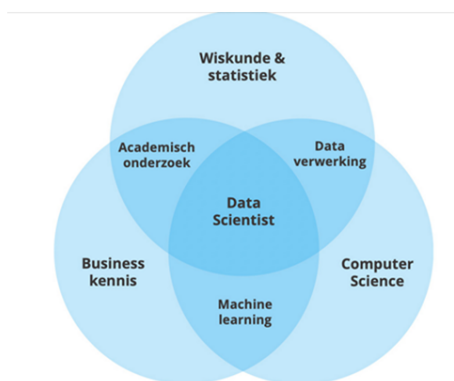 Wiskunde &
statistiek
Academisch
onderzoek
Data
verwerking
Data
Scientist
Business
kennis
Computer
Science
Machine
learning